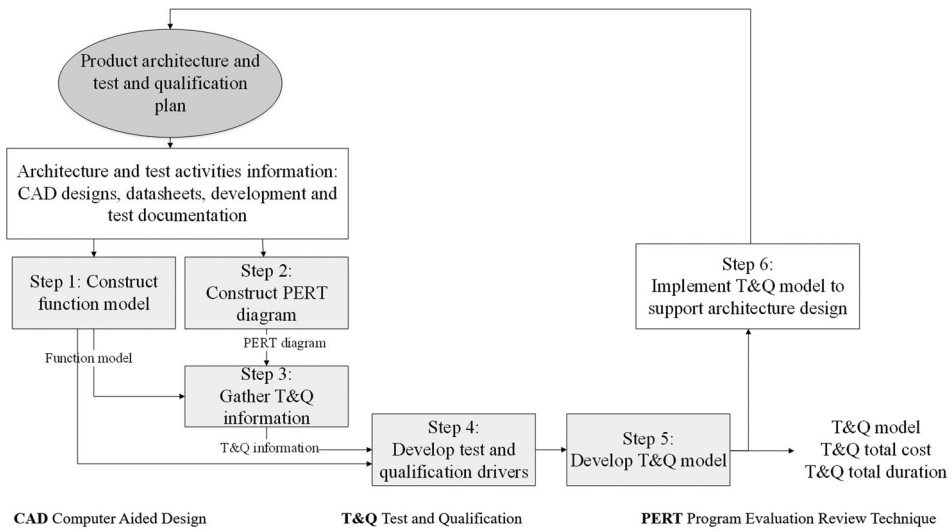 Product architecture and
test and qualification
plan
Architecture and test activities information:
CAD designs, datasheets, development and
test documentation
Step 1: Construct
function model
Step 2:
Construct PERT
diagram
Function model
PERT diagram
Step 3:
Gather T&Q
information
T&Q information
Step 4:
Develop test and
qualification drivers
Step 5:
Develop T&Q model
Step 6:
Implement T&Q model to
support architecture design
T&Q model
T&Q total cost
T&Q total duration
CAD Computer Aided Design
T&Q Test and Qualification
PERT Program Evaluation Review Technique